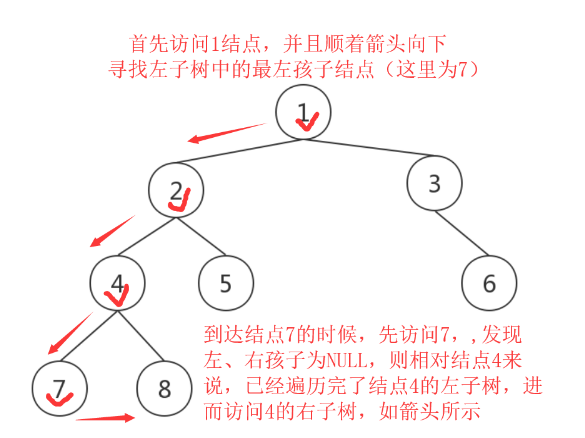 首先访问1结点，并且顺着箭头向下
寻找左子树中的最左孩子结点（这里为7）
1
2
3
4
5
6
到达结点7的时候，先访问7，,发现
左、右孩子为NULL，则相对结点4来
说，已经遍历完了结点4的左子树，进
而访问4的右子树，如箭头所示
7
8